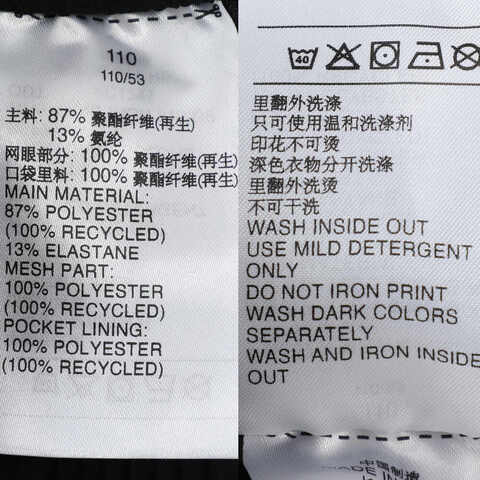 110
110/53
主料: 87% 聚酯纤维(再生)
13% 氨纶
网眼部分: 100% 聚酯纤维(再生)
口袋里料: 100% 聚酯纤维(再生)
MAIN MATERIAL:
87% POLYESTER
(100% RECYCLED)
13% ELASTANE
MESH PART:
100% POLYESTER
(100% RECYCLED)
POCKET LINING:
100% POLYESTER
(100% RECYCLED)
40
里翻外洗涤
只可使用温和洗涤剂
印花不可烫
深色衣物分开洗涤
里翻外洗烫
不可干洗
WASH INSIDE OUT
USE MILD DETERGENT
ONLY
DO NOT IRON PRINT
WASH DARK COLORS
SEPARATELY
WASH AND IRON INSIDE
OUT
中国制造
MADE IN